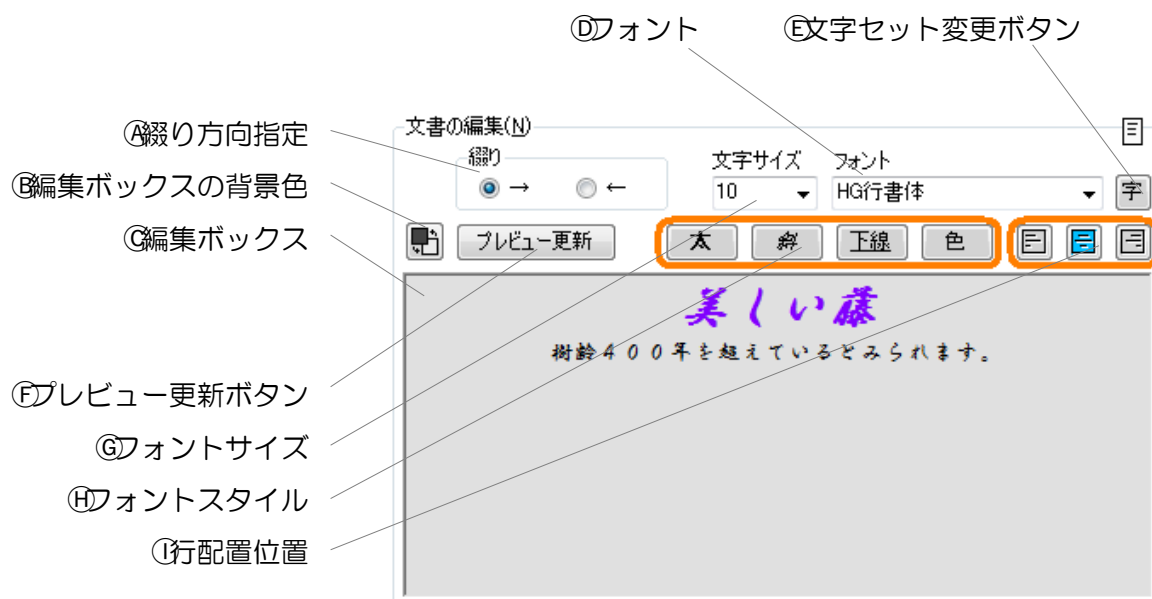 Ⓓフォント
Ⓔ文字セット変更ボタン
Ⓐ綴り方向指定
Ⓑ編集ボックスの背景色
Ⓒ編集ボックス
文書の編集(N)
綴り
→
←
文字サイズ
フォント
10
HG行書体
字
プレビュー更新
太
斜
下線
色
美しい藤
樹齢400年を超えているとみられます。
Ⓕプレビュー更新ボタン
Ⓖフォントサイズ
Ⓗフォントスタイル
Ⓘ行配置位置